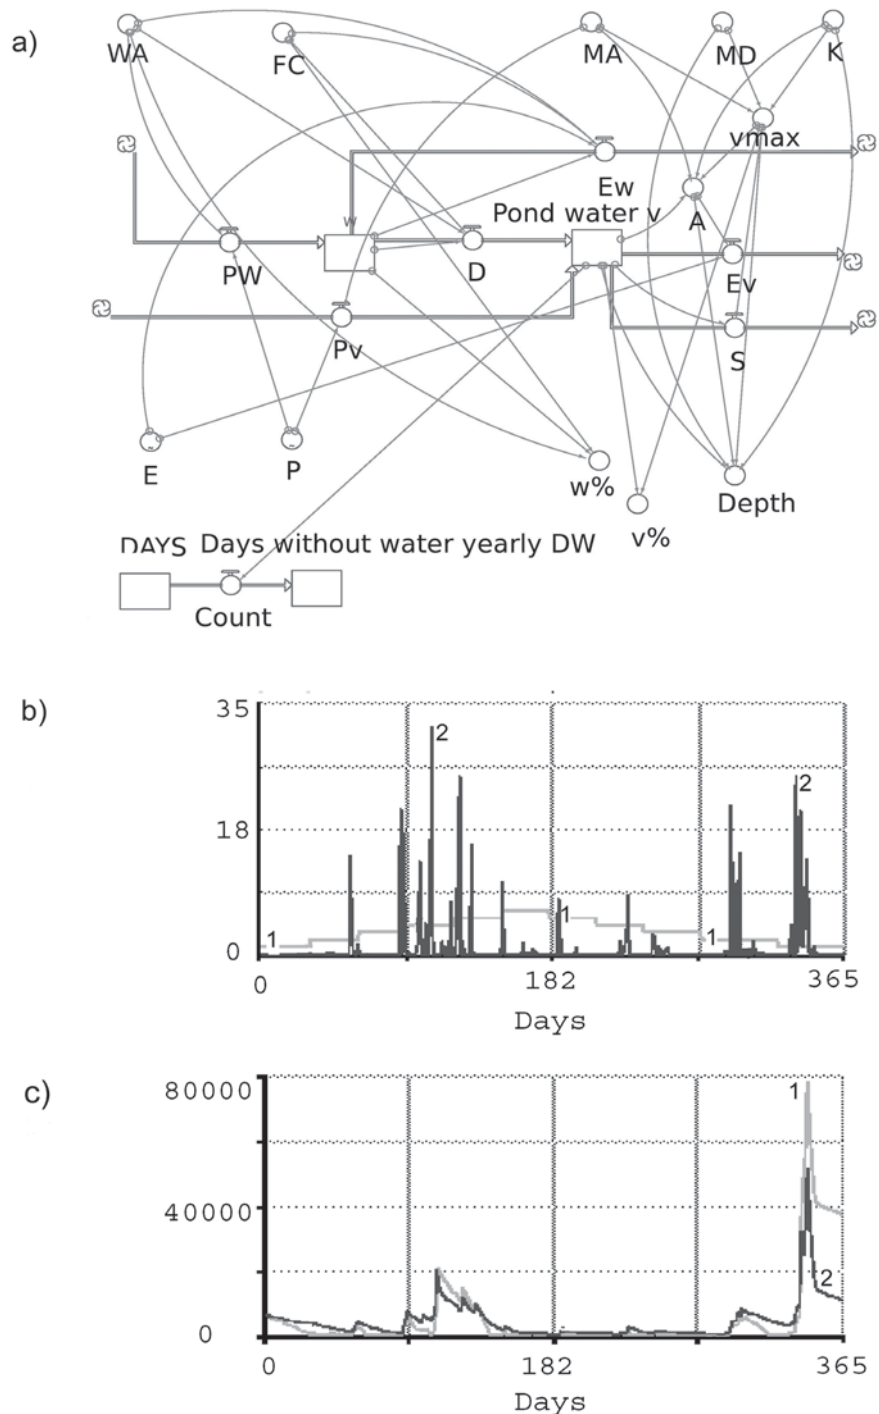 a)
WA FC MA MD K
vmax
Ew
Pond water v A
W
PW D Ev
Pv S
E P w%
v% Depth
DAYS Days without water yearly DW
Count
b)
35
2
2
18
1 1 1
0
0 182 365
Days
c)
80000
1
40000
2
0
0 182 365
Days